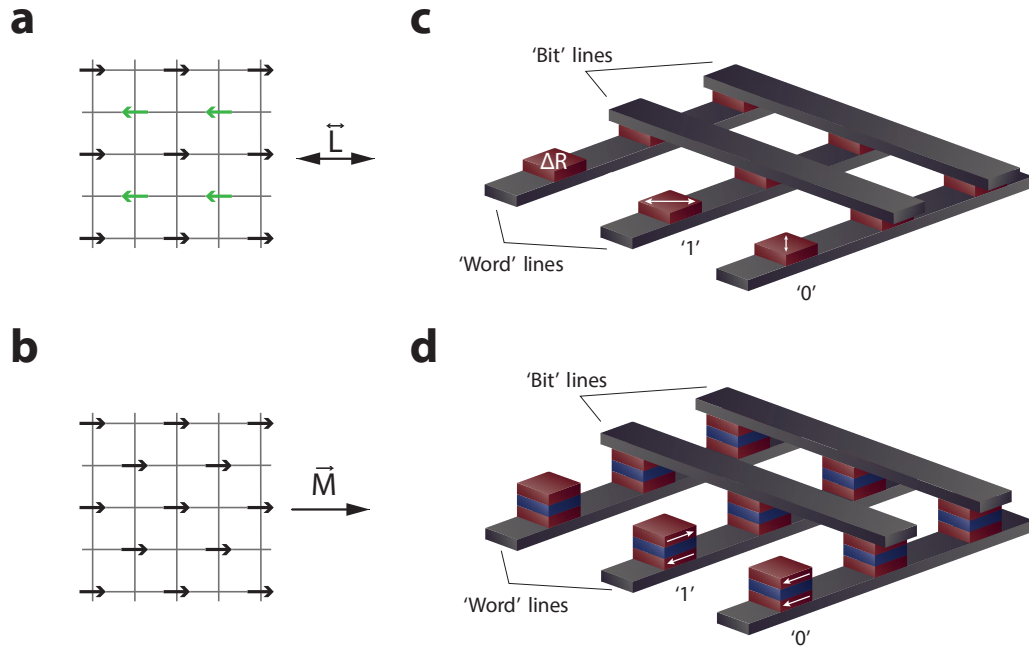 a
L
b
M
c
'Bit' lines
ΔR
'1'
'Word' lines
'0'
d
'Bit' lines
'1'
'Word' lines
'0'